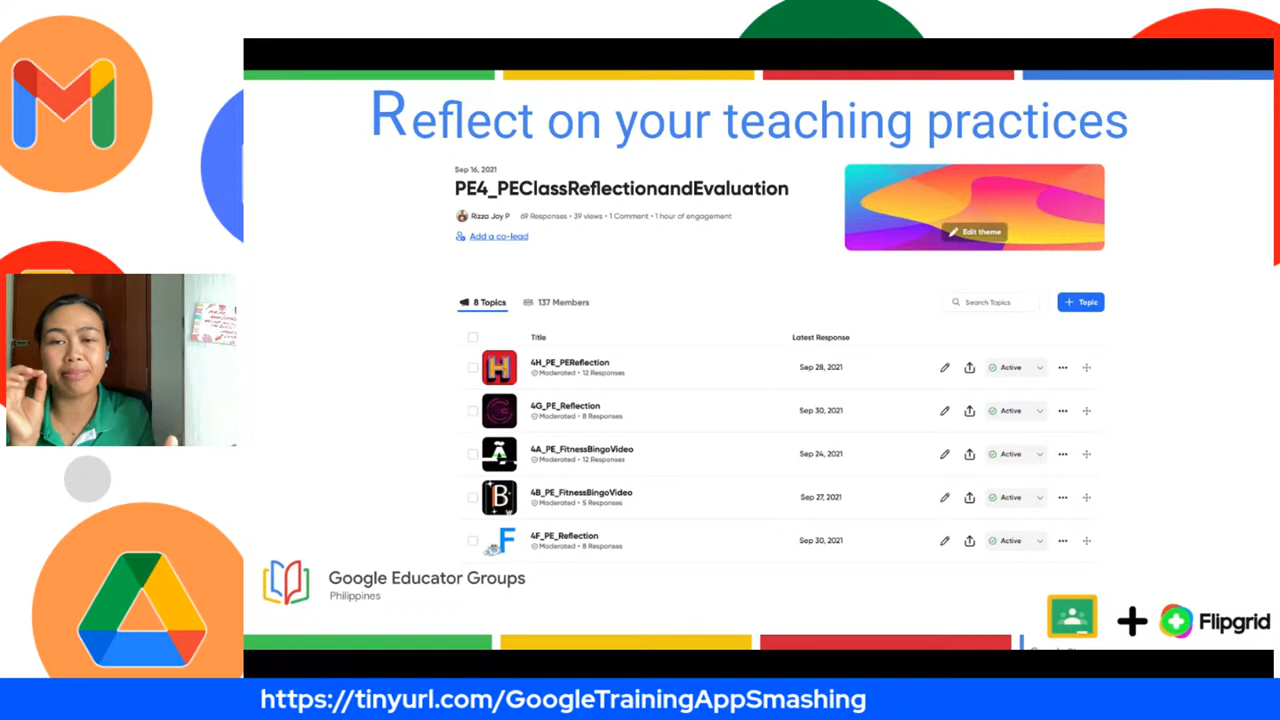 Reflect on your teaching practices
Sep 16, 2021
PE4_PEClassReflectionandEvaluation
Rizza Joy P 69 Responses • 39 views • 1 Comment • 1 hour of engagement
Add a co-lead
Edit theme
8 Topics 137 Members
Search Topics
+ Topic
Title Latest Response
H 4H_PE_PEReflection Sep 28, 2021 Active
Moderated • 12 Responses
G 4G_PE_Reflection Sep 30, 2021 Active
Moderated • 8 Responses
A 4A_PE_FitnessBingoVideo Sep 24, 2021 Active
Moderated • 12 Responses
B 4B_PE_FitnessBingoVideo Sep 27, 2021 Active
Moderated • 5 Responses
F 4F_PE_Reflection Sep 30, 2021 Active
Moderated • 8 Responses
Google Educator Groups
Philippines
+ Flipgrid
https://tinyurl.com/GoogleTrainingAppSmashing